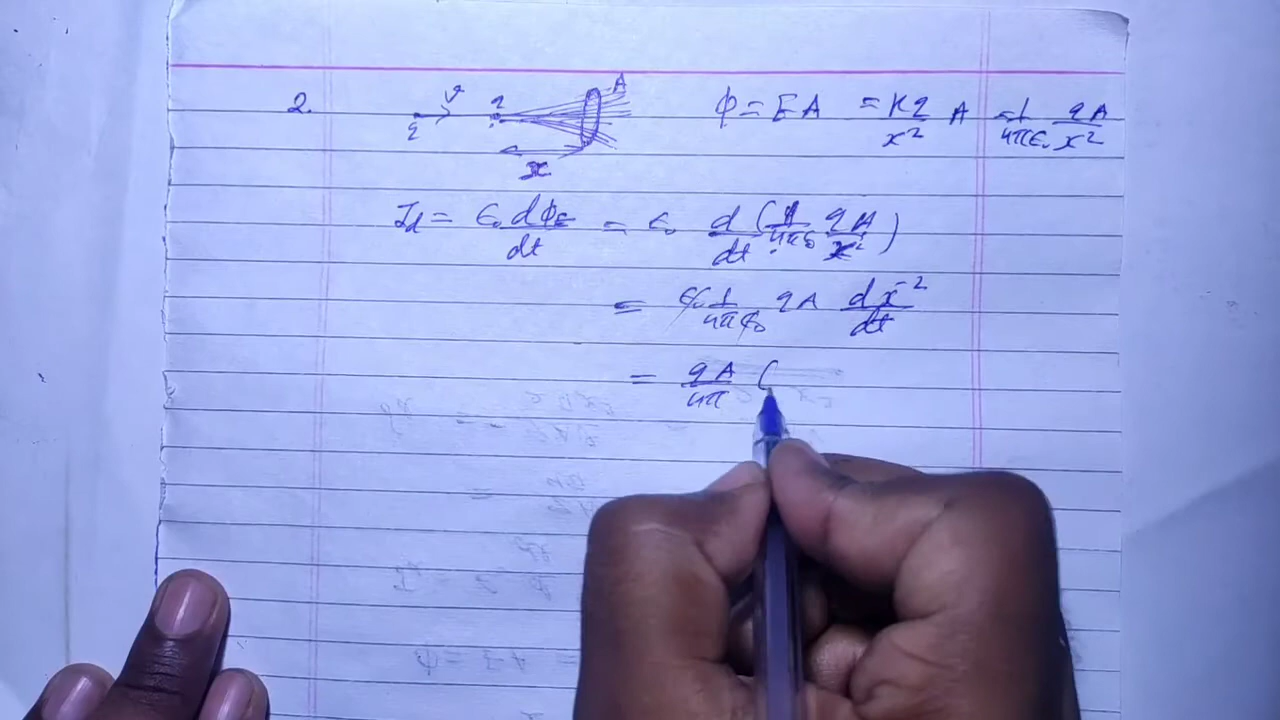 2. q v q A x φ = EA = Kq/x² A = 1/4πε₀ qA/x²
I_d = ε₀ dφ_E/dt = ε₀ d/dt (1/4πε₀ qA/x²)
= ε₀ 1/4πε₀ qA dx⁻²/dt
= qA/4π (